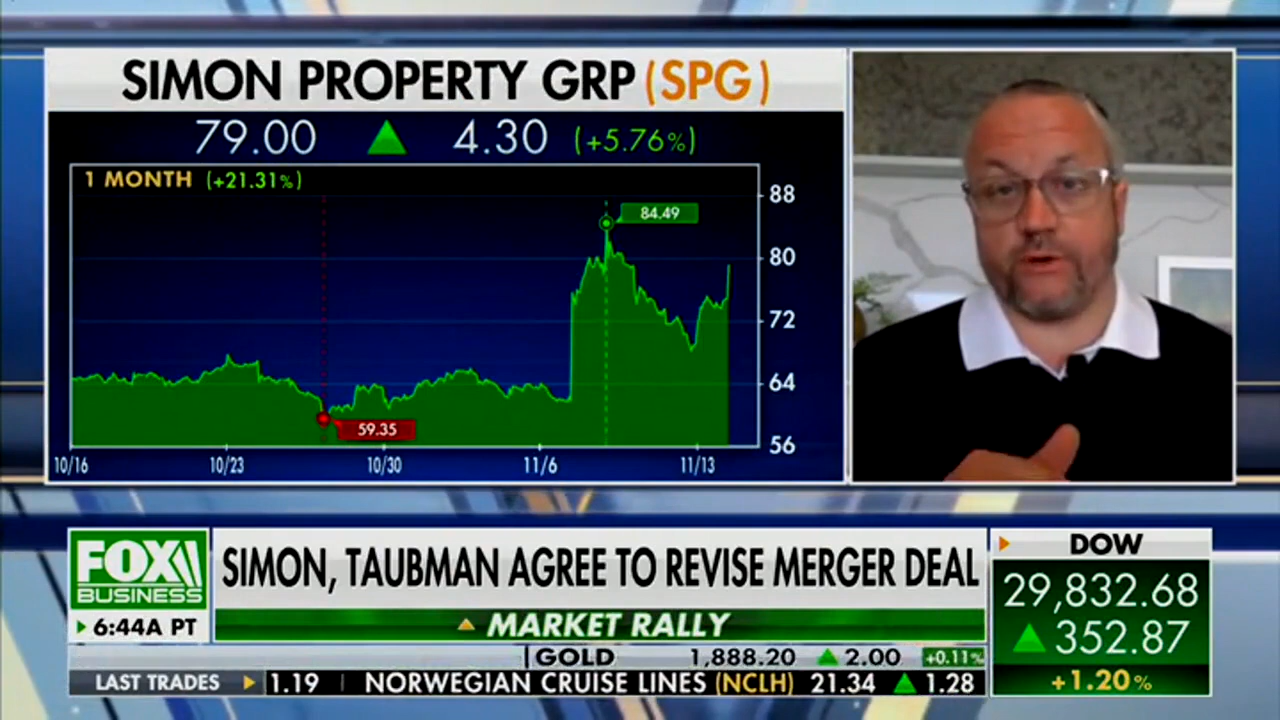 SIMON PROPERTY GRP (SPG)
79.00 ▲ 4.30 (+5.76%)
1 MONTH (+21.31%)
88
84.49
80
72
64
59.35
56
10/16 10/23 10/30 11/6 11/13
FOX BUSINESS
6:44A PT
SIMON, TAUBMAN AGREE TO REVISE MERGER DEAL
MARKET RALLY
DOW
29,832.68
▲ 352.87
+1.20%
GOLD 1,888.20 ▲ 2.00 +0.11%
LAST TRADES 1.19 NORWEGIAN CRUISE LINES (NCLH) 21.34 ▲ 1.28